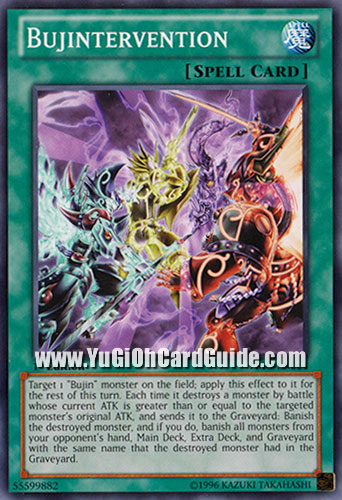 BUJINTERVENTION
[SPELL CARD]
www.YuGiOhCardGuide.com
Target 1 "Bujin" monster on the field; apply this effect to it for
the rest of this turn. Each time it destroys a monster by battle
whose current ATK is greater than or equal to the targeted
monster's original ATK, and sends it to the Graveyard: Banish
the destroyed monster, and if you do, banish all monsters from
your opponent's hand, Main Deck, Extra Deck, and Graveyard
with the same name that the destroyed monster had in the
Graveyard.
55599882
©1996 KAZUKI TAKAHASHI